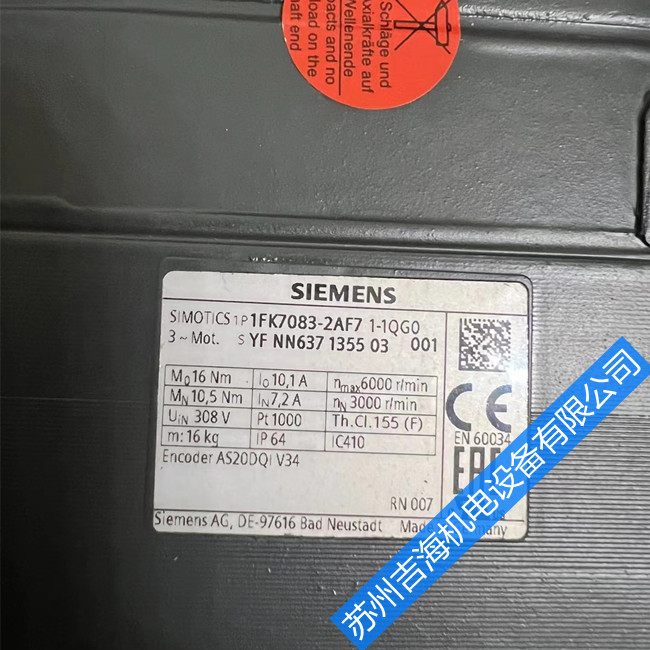 Schläge und
Axialkräfte auf
Wellenende
pacts and no
load on the
shaft end
SIEMENS
SIMOTICS 1P 1FK7083-2AF7 1-1QG0
3 ~ Mot. S YF NN637 1355 03 001
M0 16 Nm I0 10,1 A nmax 6000 r/min
MN 10,5 Nm IN 7,2 A nN 3000 r/min
UIN 308 V Pt 1000 Th.Cl.155 (F)
m: 16 kg IP 64 IC410
Encoder AS20DQI V34
CE
EN 60034
EAC
RN 007
Siemens AG, DE-97616 Bad Neustadt Made
苏州吉海机电设备有限公司